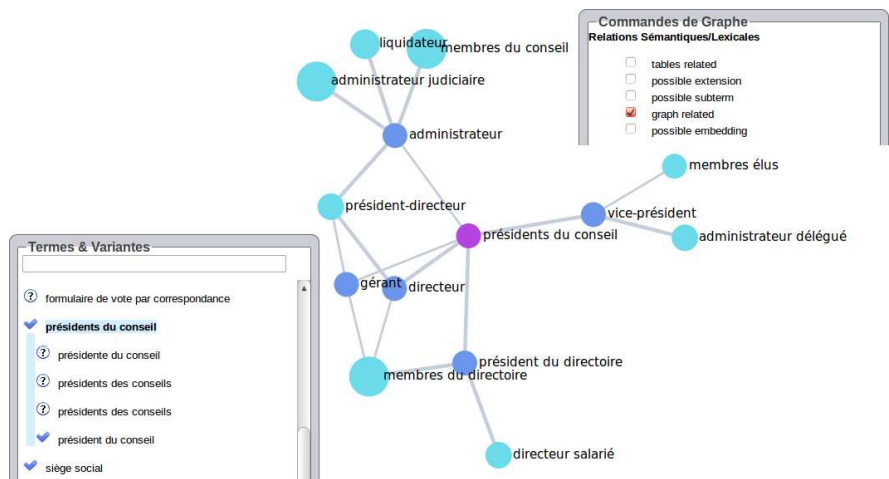 Commandes de Graphe
Relations Sémantiques/Lexicales
tables related
possible extension
possible subterm
graph related
possible embedding
liquidateur
membres du conseil
administrateur judiciaire
administrateur
membres élus
président-directeur
vice-président
présidents du conseil
administrateur délégué
gérant
directeur
président du directoire
membres du directoire
directeur salarié
Termes & Variantes
formulaire de vote par correspondance
présidents du conseil
présidente du conseil
présidents des conseils
présidents des conseils
président du conseil
siège social